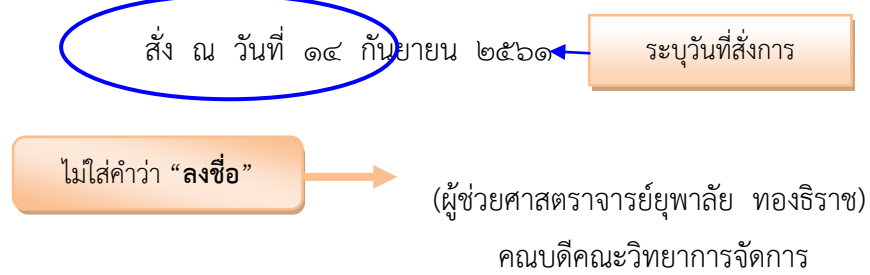 สั่ง ณ วันที่ ๑๔ กันยายน ๒๕๖๑
ระบุวันที่สั่งการ
ไม่ใส่คำว่า “ลงชื่อ”
(ผู้ช่วยศาสตราจารย์ยุพาลัย ทองธิราช)
คณบดีคณะวิทยาการจัดการ